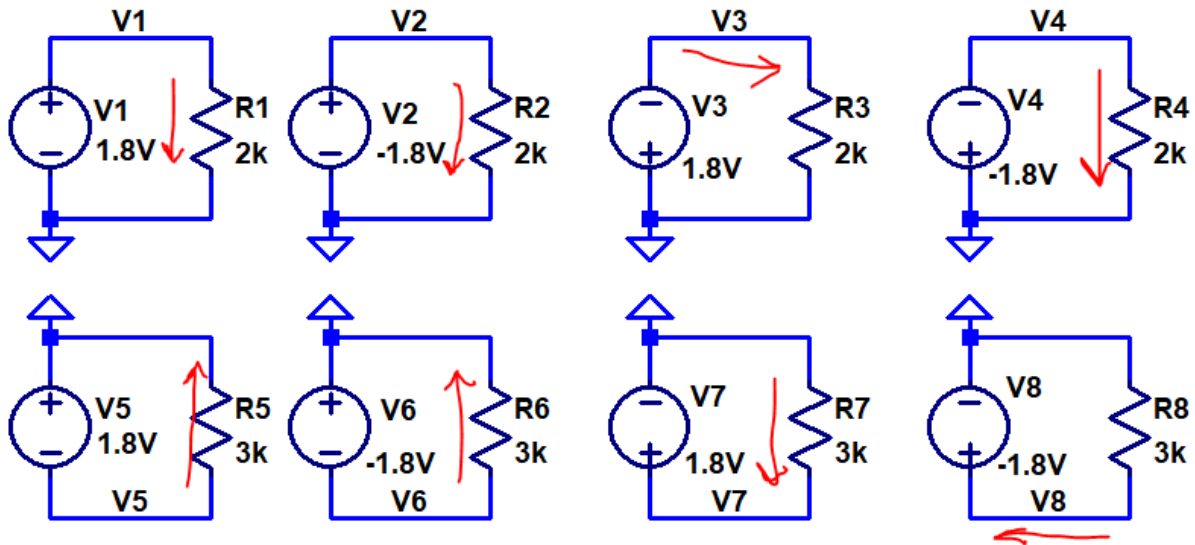 V1 V2 V3 V4
+ V1 R1 + V2 R2 − V3 R3 − V4 R4
− 1.8V 2k − -1.8V 2k + 1.8V 2k + -1.8V 2k
+ V5 R5 + V6 R6 − V7 R7 − V8 R8
− 1.8V 3k − -1.8V 3k + 1.8V 3k + -1.8V 3k
V5 V6 V7 V8